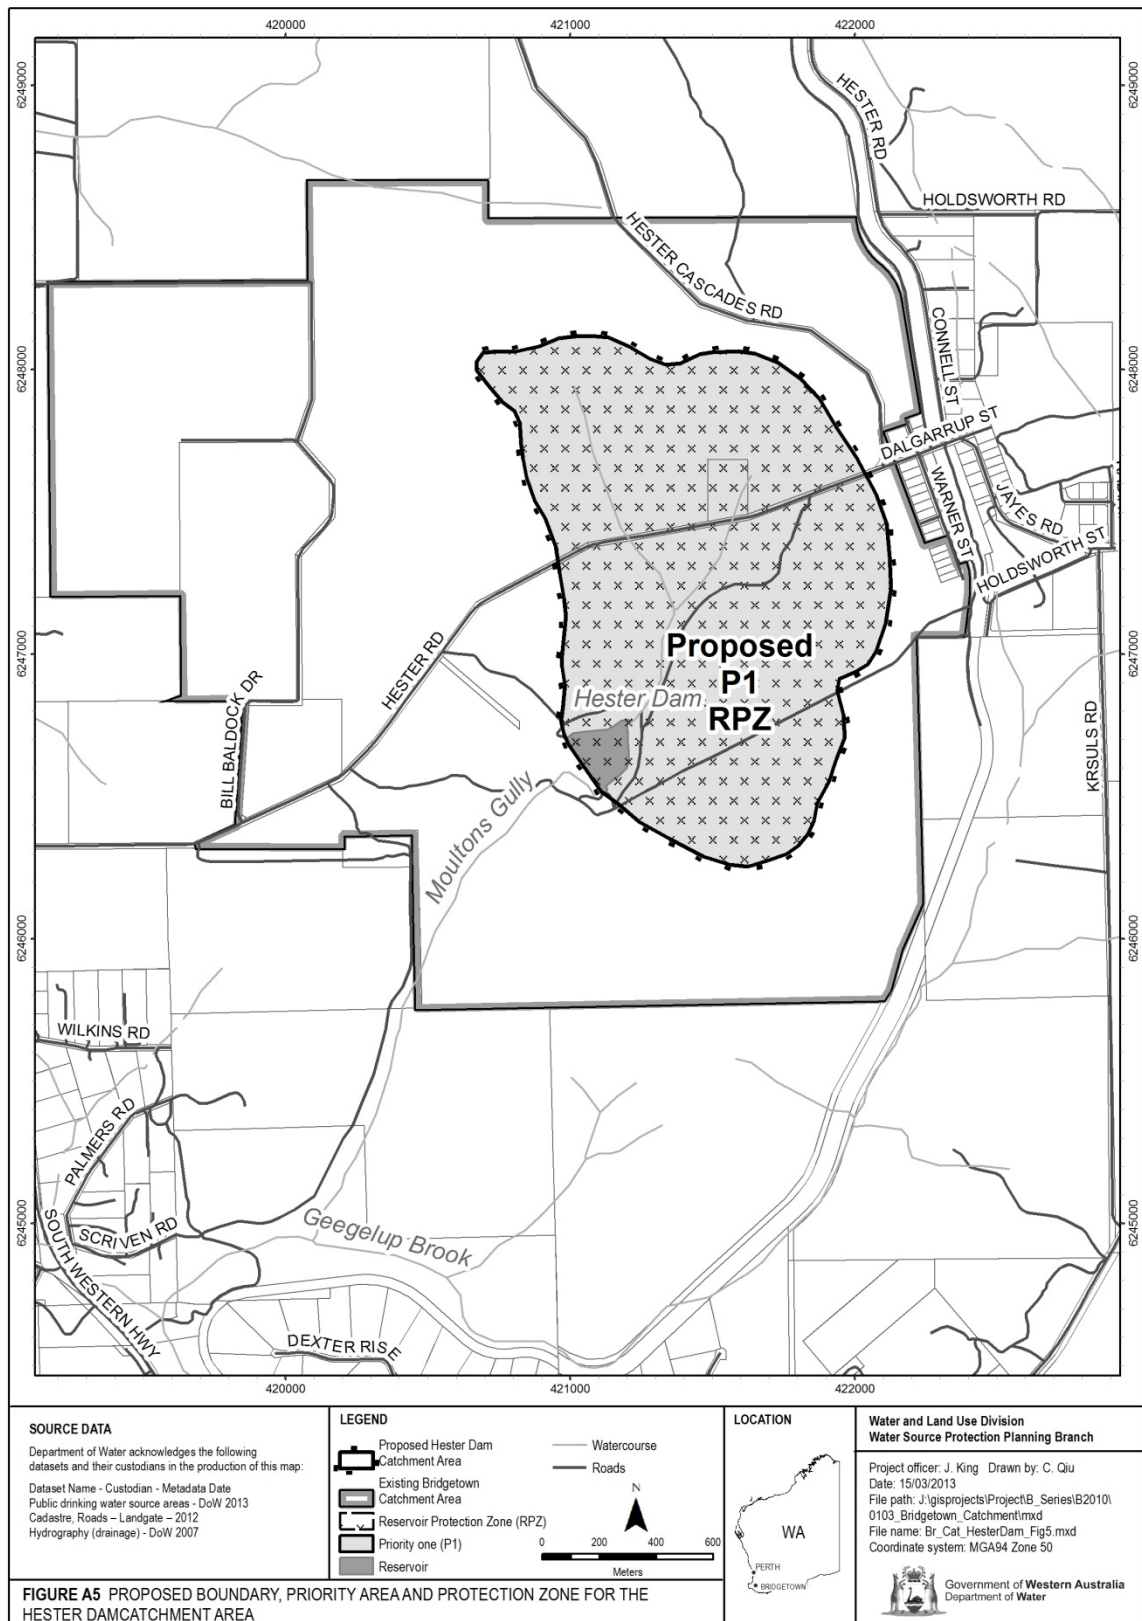 420000
421000
422000
6249000
6249000
HESTER RD
HOLDSWORTH RD
HESTER CASCADES RD
CONNELL ST
6248000
6248000
DALGARRUP ST
WARNER ST
JAYES RD
HOLDSWORTH ST
6247000
6247000
Proposed
P1
RPZ
Hester Dam
HESTER RD
BILL BALDOCK DR
KRSULS RD
Moultons Gully
6246000
6246000
WILKINS RD
PALMERS RD
SCRIVEN RD
SOUTH WESTERN HWY
Geegelup Brook
6245000
6245000
DEXTER RISE
420000
421000
422000
SOURCE DATA
Department of Water acknowledges the following
datasets and their custodians in the production of this map:
Dataset Name - Custodian - Metadata Date
Public drinking water source areas - DoW 2013
Cadastre, Roads – Landgate – 2012
Hydrography (drainage) - DoW 2007
LEGEND
Proposed Hester Dam
Catchment Area
Existing Bridgetown
Catchment Area
Reservoir Protection Zone (RPZ)
Priority one (P1)
Reservoir
Watercourse
Roads
N
0 200 400 600
Meters
LOCATION
WA
PERTH
BRIDGETOWN
Water and Land Use Division
Water Source Protection Planning Branch
Project officer: J. King Drawn by: C. Qiu
Date: 15/03/2013
File path: J:\gisprojects\Project\B_Series\B2010\
0103_Bridgetown_Catchment\mxd
File name: Br_Cat_HesterDam_Fig5.mxd
Coordinate system: MGA94 Zone 50
Government of Western Australia
Department of Water
FIGURE A5 PROPOSED BOUNDARY, PRIORITY AREA AND PROTECTION ZONE FOR THE
HESTER DAMCATCHMENT AREA